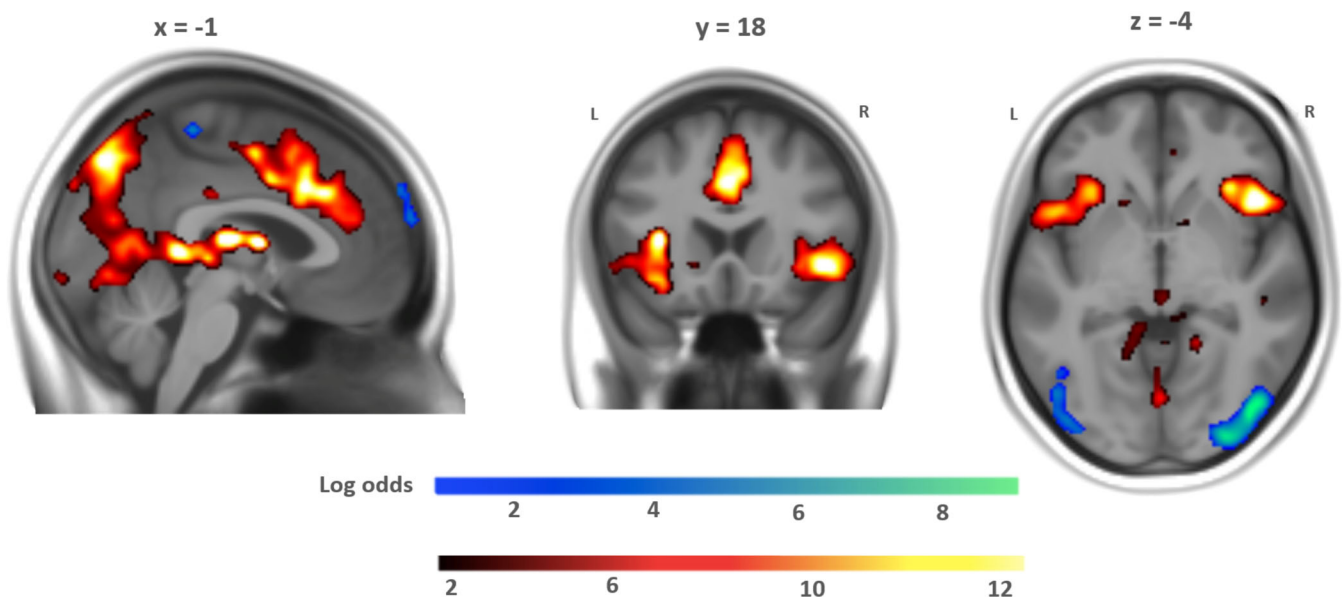 x = -1
y = 18
z = -4
L
R
L
R
Log odds
2 4 6 8
2 6 10 12